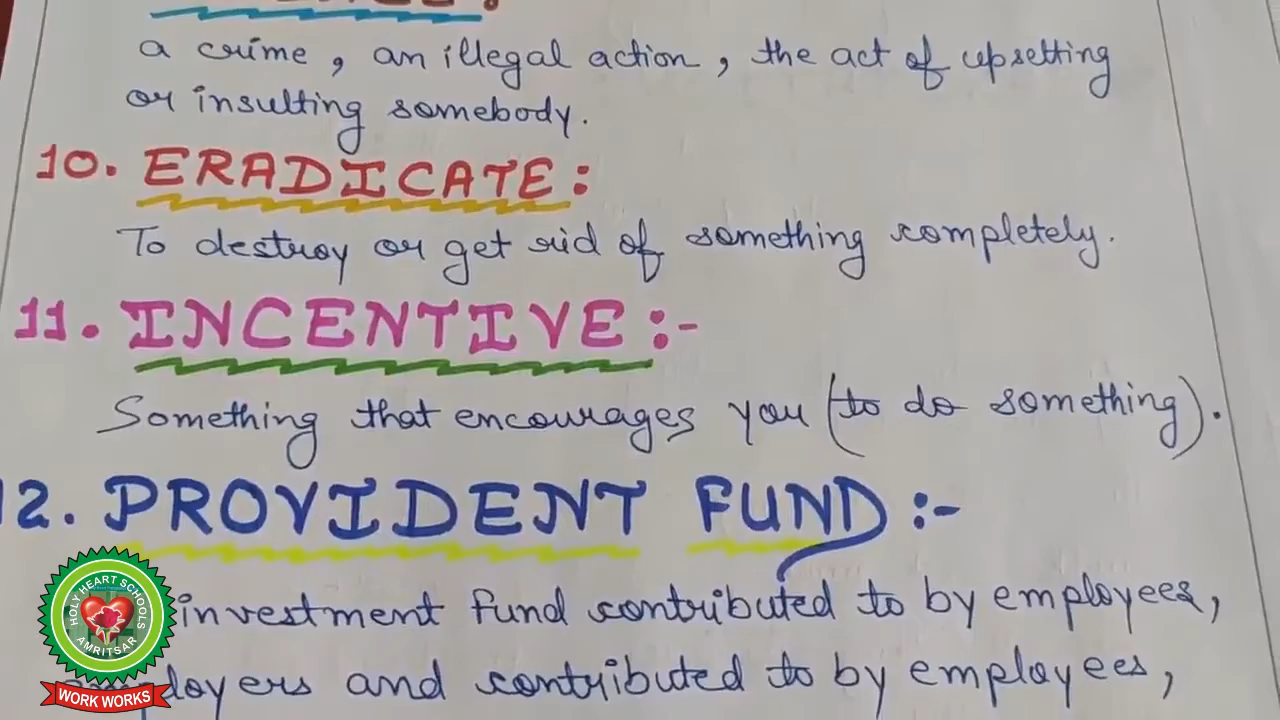 a crime, an illegal action, the act of upsetting
or insulting somebody.
10. ERADICATE:
To destroy or get rid of something completely.
11. INCENTIVE:-
Something that encourages you (to do something).
12. PROVIDENT FUND:-
investment fund contributed to by employees,
and contributed to by employees,
HOLY HEART SCHOOLS
AMRITSAR
WORK WORKS